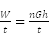 W/t = nGh/t